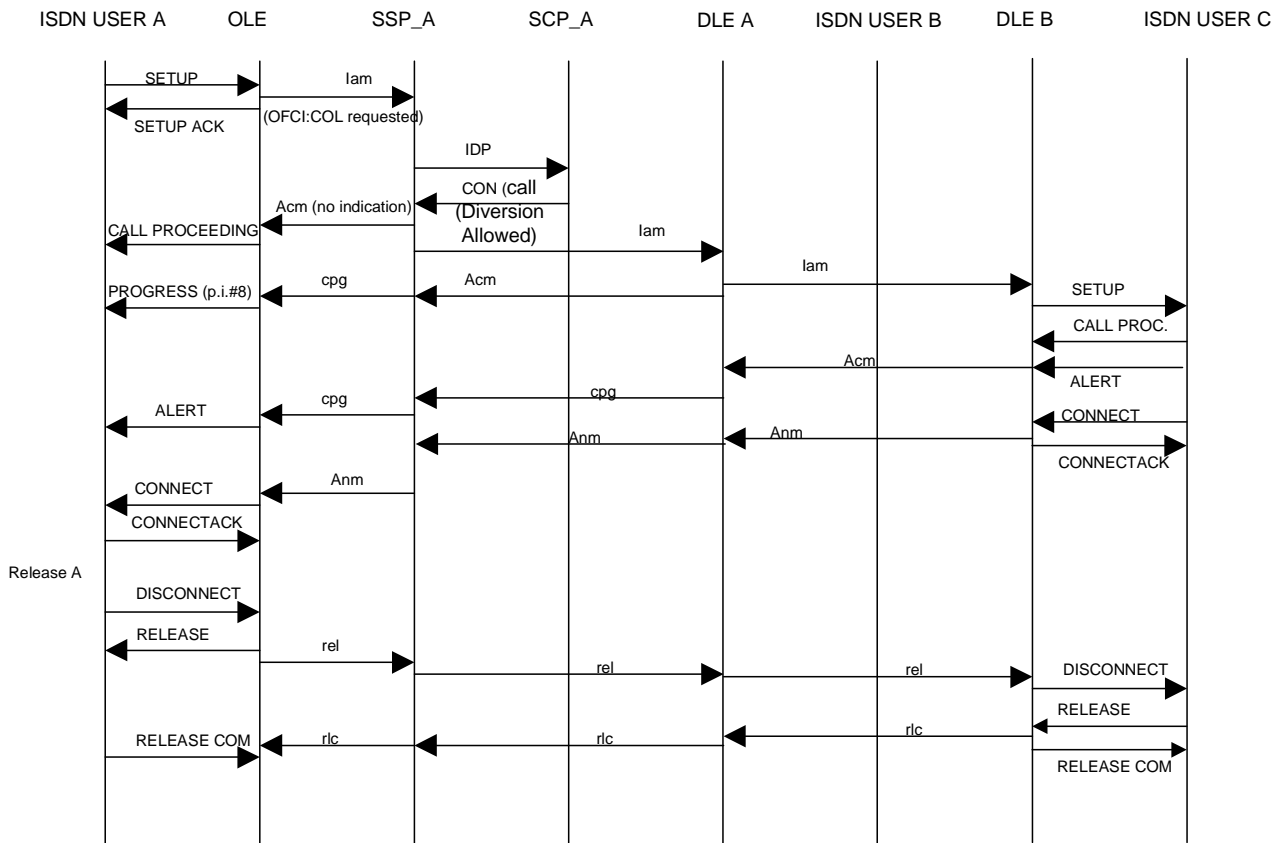 ISDN USER A OLE SSP_A SCP_A DLE A ISDN USER B DLE B ISDN USER C
SETUP Iam
(OFCI:COL requested)
SETUP ACK
IDP
CON (call
(Diversion
Allowed)
Acm (no indication)
CALL PROCEEDING
Iam
Iam
PROGRESS (p.i.#8) cpg Acm
SETUP
CALL PROC.
Acm
ALERT
cpg
cpg
ALERT
CONNECT
Anm
Anm
CONNECTACK
Anm
CONNECT
CONNECTACK
Release A
DISCONNECT
RELEASE
rel
rel
rel
DISCONNECT
RELEASE
rlc
rlc
rlc
RELEASE COM
RELEASE COM